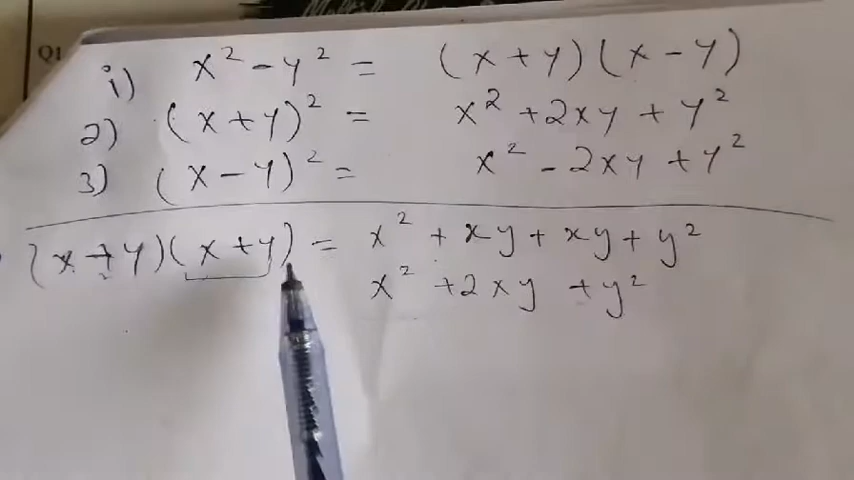 Q1
i) x² - y² = (x + y) (x - y)
2) (x + y)² = x² + 2xy + y²
3) (x - y)² = x² - 2xy + y²
(x + y)(x + y) = x² + xy + xy + y²
x² + 2xy + y²